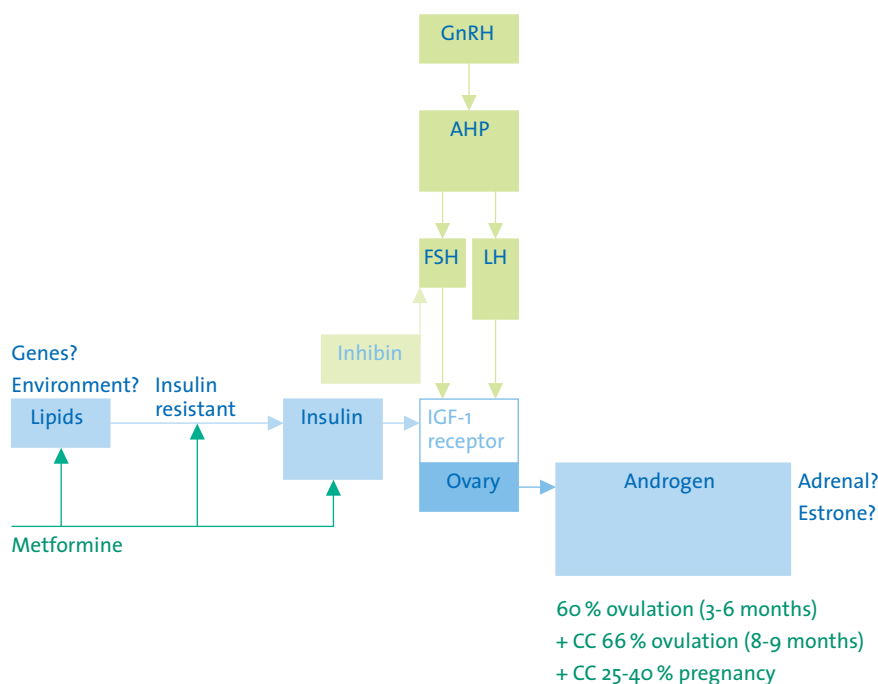 GnRH
AHP
FSH
LH
Inhibin
Genes?
Environment?
Insulin
resistant
Lipids
Insulin
IGF-1
receptor
Ovary
Androgen
Adrenal?
Estrone?
Metformine
60 % ovulation (3-6 months)
+ CC 66 % ovulation (8-9 months)
+ CC 25-40 % pregnancy